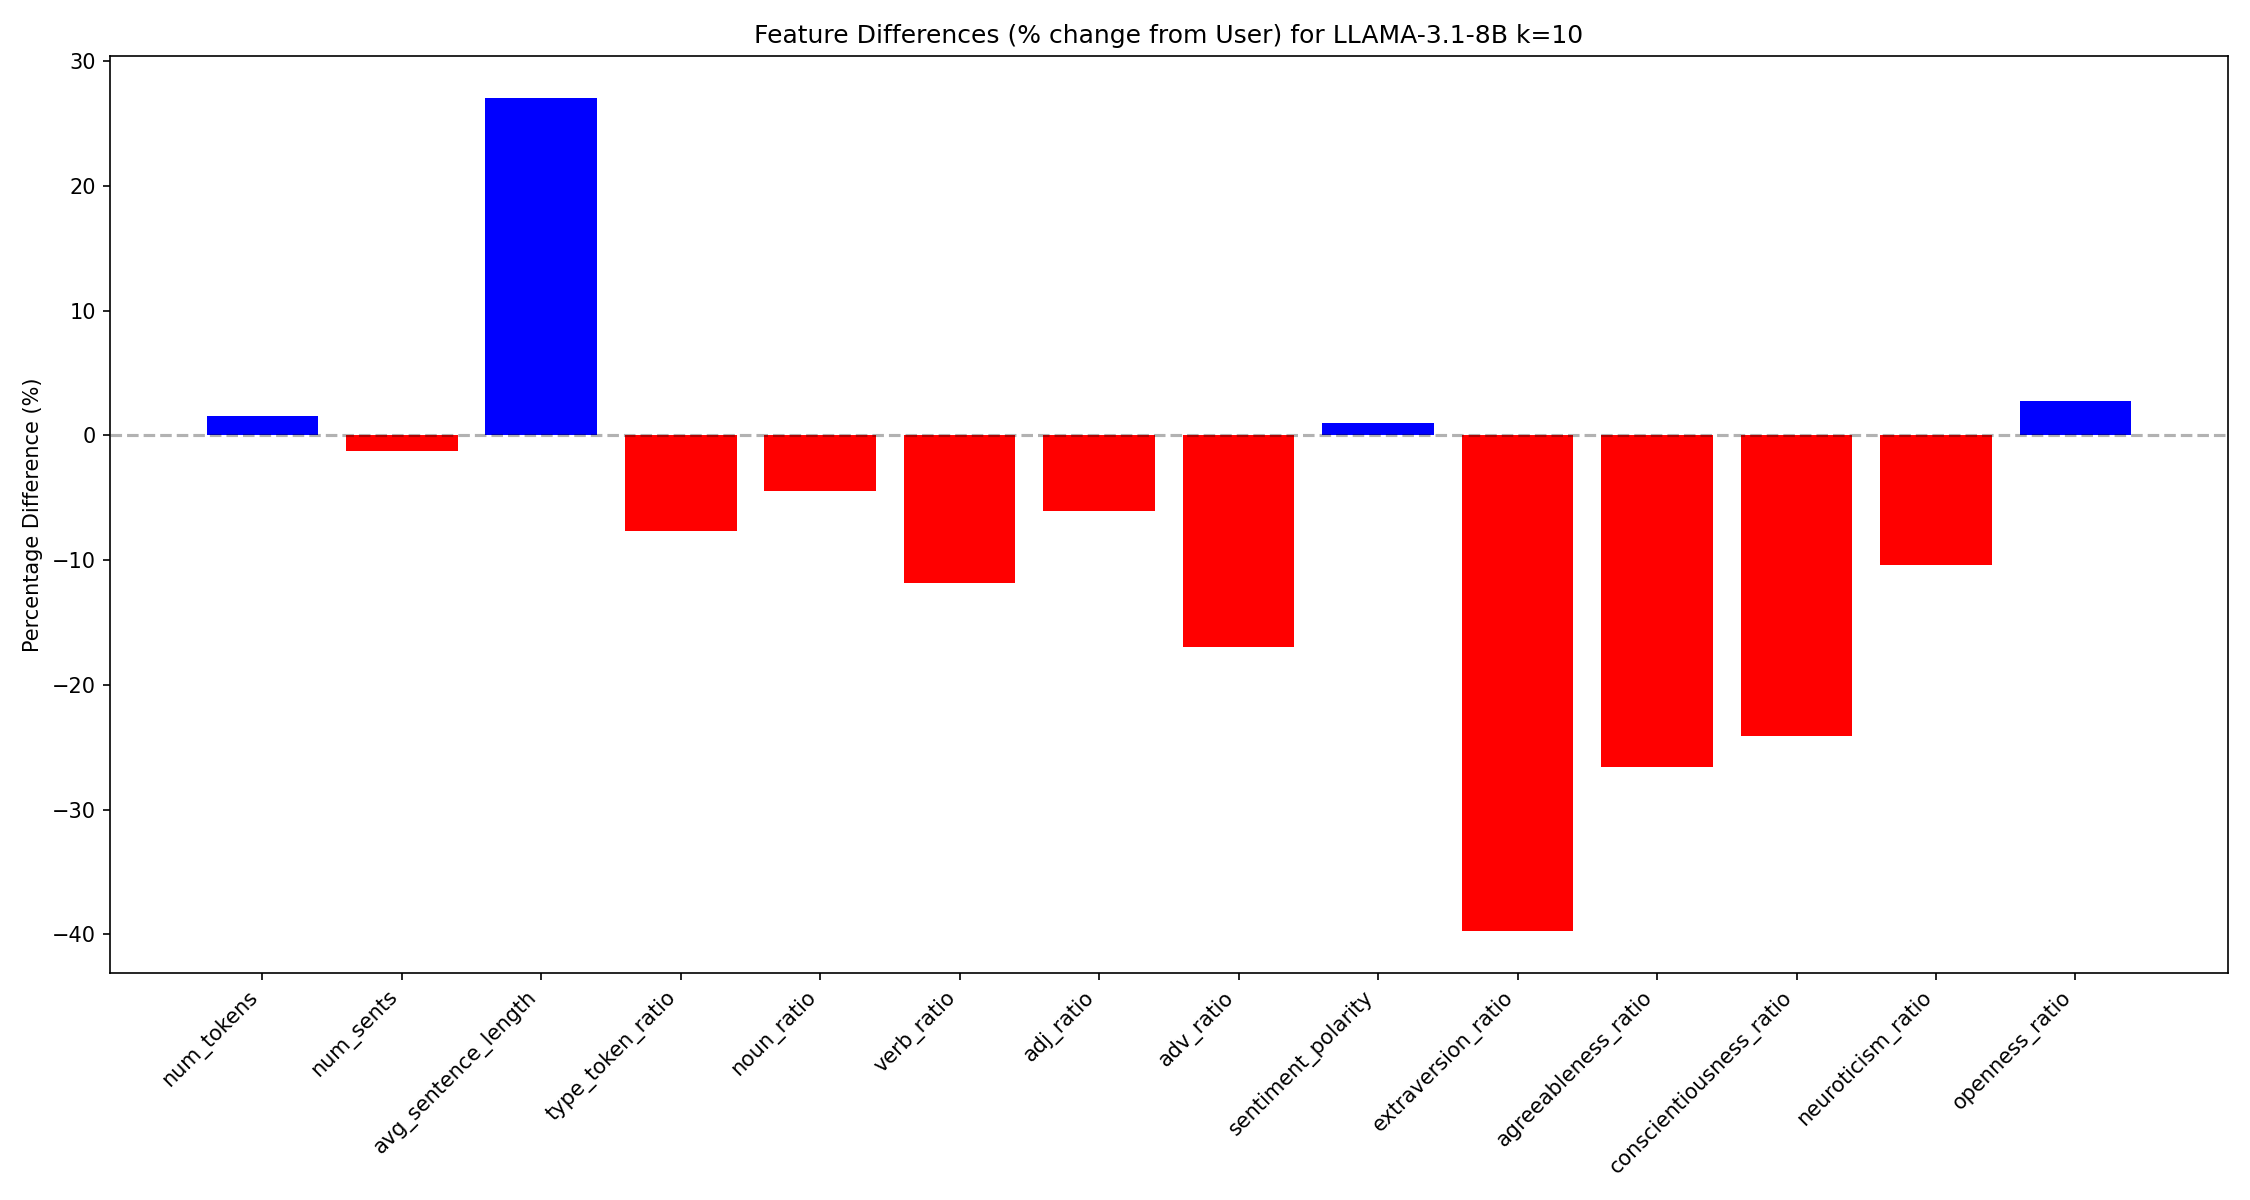 Feature Differences (% change from User) for LLAMA-3.1-8B k=10
Percentage Difference (%)
30
20
10
0
−10
−20
−30
−40
num_tokens
num_sents
avg_sentence_length
type_token_ratio
noun_ratio
verb_ratio
adj_ratio
adv_ratio
sentiment_polarity
extraversion_ratio
agreeableness_ratio
conscientiousness_ratio
neuroticism_ratio
openness_ratio